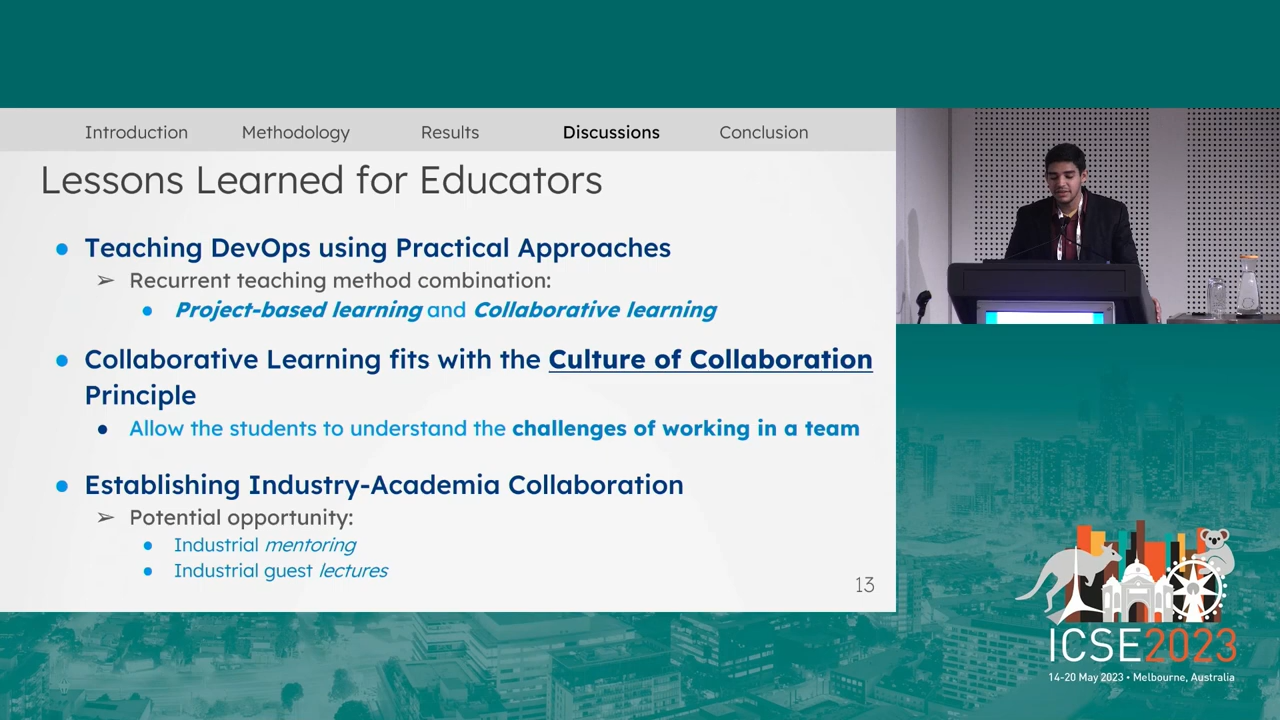 Introduction Methodology Results Discussions Conclusion
Lessons Learned for Educators
● Teaching DevOps using Practical Approaches
➢ Recurrent teaching method combination:
● Project-based learning and Collaborative learning
● Collaborative Learning fits with the Culture of Collaboration
Principle
● Allow the students to understand the challenges of working in a team
● Establishing Industry-Academia Collaboration
➢ Potential opportunity:
● Industrial mentoring
● Industrial guest lectures
13
ICSE2023
14-20 May 2023 • Melbourne, Australia